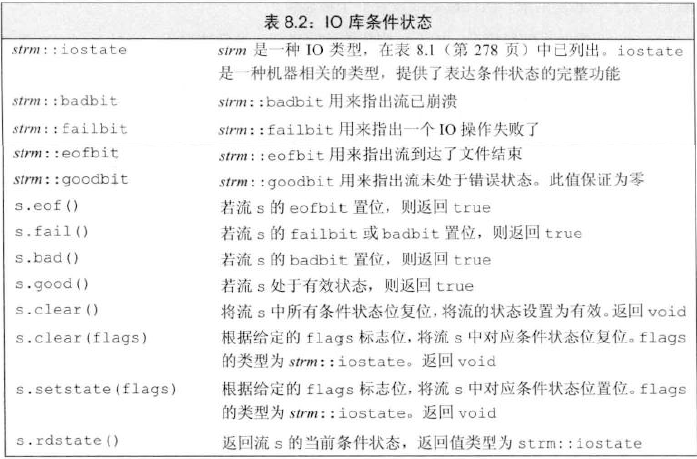 表 8.2：IO 库条件状态
strm::iostate strm 是一种 IO 类型，在表 8.1（第 278 页）中已列出。iostate
是一种机器相关的类型，提供了表达条件状态的完整功能
strm::badbit strm::badbit 用来指出流已崩溃
strm::failbit strm::failbit 用来指出一个 IO 操作失败了
strm::eofbit strm::eofbit 用来指出流到达了文件结束
strm::goodbit strm::goodbit 用来指出流未处于错误状态。此值保证为零
s.eof() 若流 s 的 eofbit 置位，则返回 true
s.fail() 若流 s 的 failbit 或 badbit 置位，则返回 true
s.bad() 若流 s 的 badbit 置位，则返回 true
s.good() 若流 s 处于有效状态，则返回 true
s.clear() 将流 s 中所有条件状态位复位，将流的状态设置为有效。返回 void
s.clear(flags) 根据给定的 flags 标志位，将流 s 中对应条件状态位复位。flags
的类型为 strm::iostate。返回 void
s.setstate(flags) 根据给定的 flags 标志位，将流 s 中对应条件状态位置位。flags
的类型为 strm::iostate。返回 void
s.rdstate() 返回流 s 的当前条件状态，返回值类型为 strm::iostate